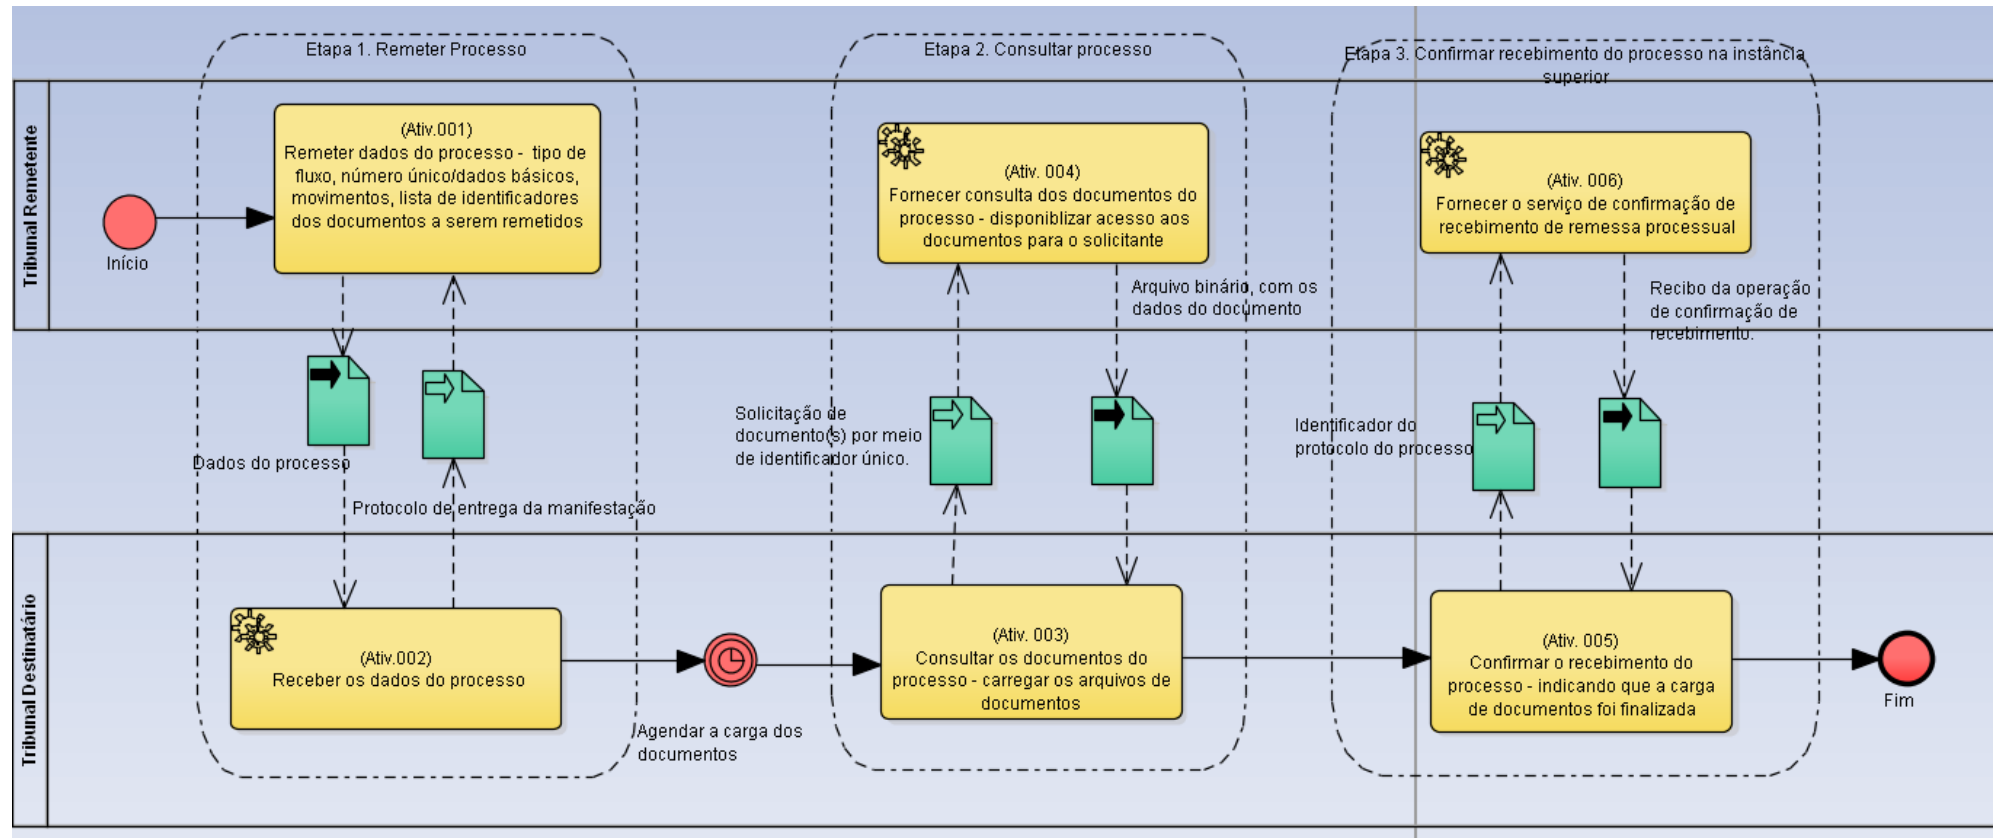 Etapa 1. Remeter Processo
Etapa 2. Consultar processo
Etapa 3. Confirmar recebimento do processo na instância
superior
Tribunal Remetente
Início
(Ativ.001)
Remeter dados do processo - tipo de
fluxo, número único/dados básicos,
movimentos, lista de identificadores
dos documentos a serem remetidos
(Ativ. 004)
Fornecer consulta dos documentos do
processo - disponiblizar acesso aos
documentos para o solicitante
(Ativ. 006)
Fornecer o serviço de confirmação de
recebimento de remessa processual
Arquivo binário, com os
dados do documento
Recibo da operação
de confirmação de
recebimento.
Dados do processo
Protocolo de entrega da manifestação
Solicitação de
documento(s) por meio
de identificador único.
Identificador do
protocolo do processo
Tribunal Destinatário
(Ativ.002)
Receber os dados do processo
Agendar a carga dos
documentos
(Ativ. 003)
Consultar os documentos do
processo - carregar os arquivos de
documentos
(Ativ. 005)
Confirmar o recebimento do
processo - indicando que a carga
de documentos foi finalizada
Fim